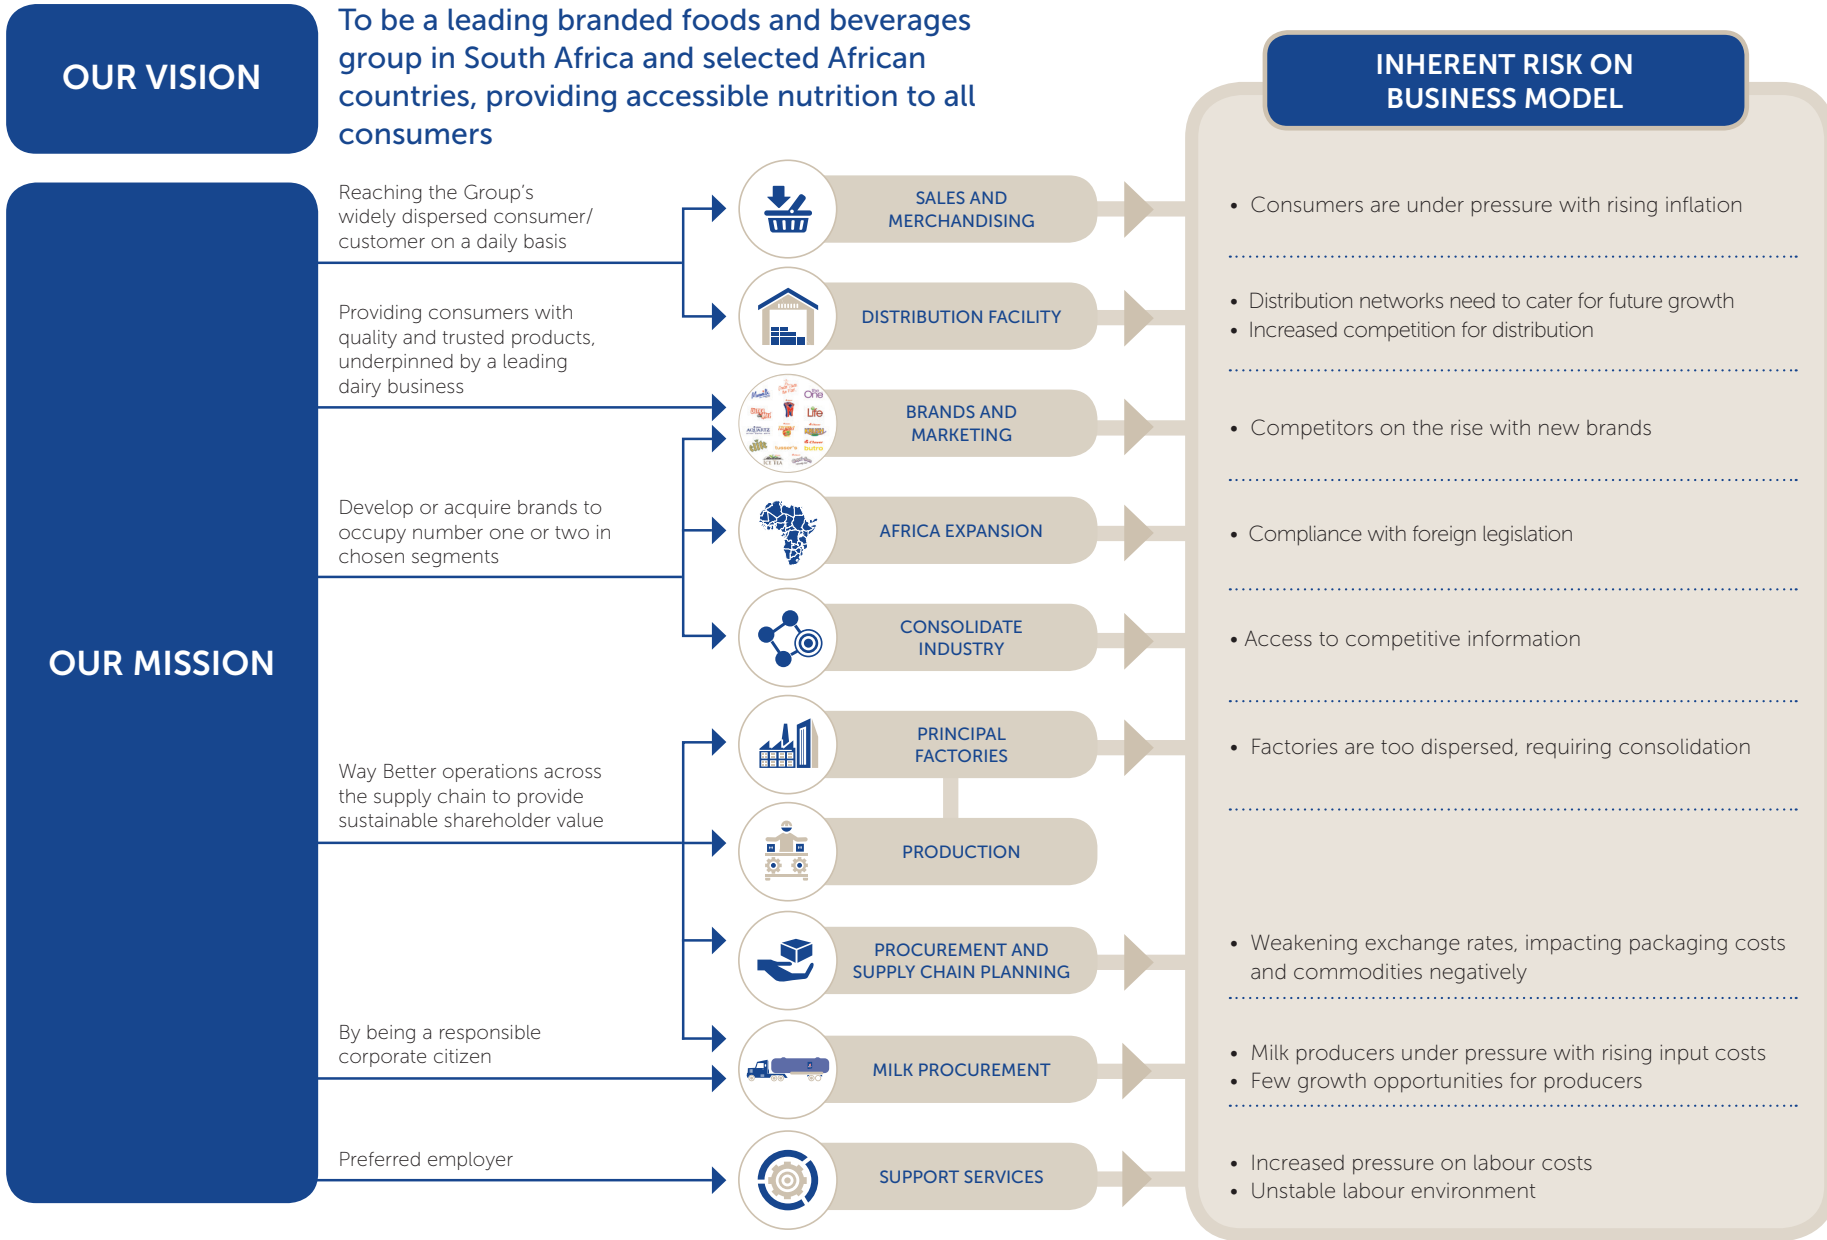 OUR VISION
To be a leading branded foods and beverages
group in South Africa and selected African
countries, providing accessible nutrition to all
consumers
INHERENT RISK ON
BUSINESS MODEL
OUR MISSION
Reaching the Group's
widely dispersed consumer/
customer on a daily basis
Providing consumers with
quality and trusted products,
underpinned by a leading
dairy business
Develop or acquire brands to
occupy number one or two in
chosen segments
Way Better operations across
the supply chain to provide
sustainable shareholder value
By being a responsible
corporate citizen
Preferred employer
SALES AND
MERCHANDISING
• Consumers are under pressure with rising inflation
DISTRIBUTION FACILITY
• Distribution networks need to cater for future growth
• Increased competition for distribution
One
Life
BRANDS AND
MARKETING
• Competitors on the rise with new brands
AFRICA EXPANSION
• Compliance with foreign legislation
CONSOLIDATE
INDUSTRY
• Access to competitive information
PRINCIPAL
FACTORIES
• Factories are too dispersed, requiring consolidation
PRODUCTION
PROCUREMENT AND
SUPPLY CHAIN PLANNING
• Weakening exchange rates, impacting packaging costs
and commodities negatively
MILK PROCUREMENT
• Milk producers under pressure with rising input costs
• Few growth opportunities for producers
SUPPORT SERVICES
• Increased pressure on labour costs
• Unstable labour environment